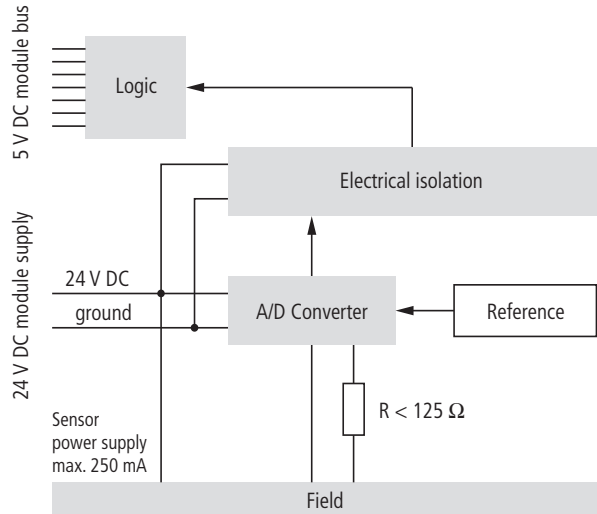 5 V DC module bus
Logic
Electrical isolation
24 V DC module supply
24 V DC
ground
A/D Converter
Reference
R < 125 Ω
Sensor
power supply
max. 250 mA
Field